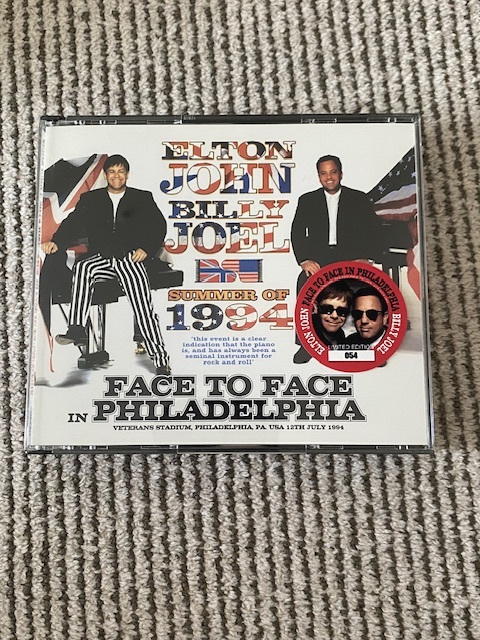 ELTON
JOHN
BILLY
JOEL
SUMMER OF
1994
"this event is a clear
indication that the piano
is, and has always been a
seminal instrument for
rock and roll"
FACE TO FACE IN PHILADELPHIA
ELTON JOHN
BILLY JOEL
LIMITED EDITION
054
FACE TO FACE
IN PHILADELPHIA
VETERANS STADIUM, PHILADELPHIA, PA. USA 12TH JULY 1994